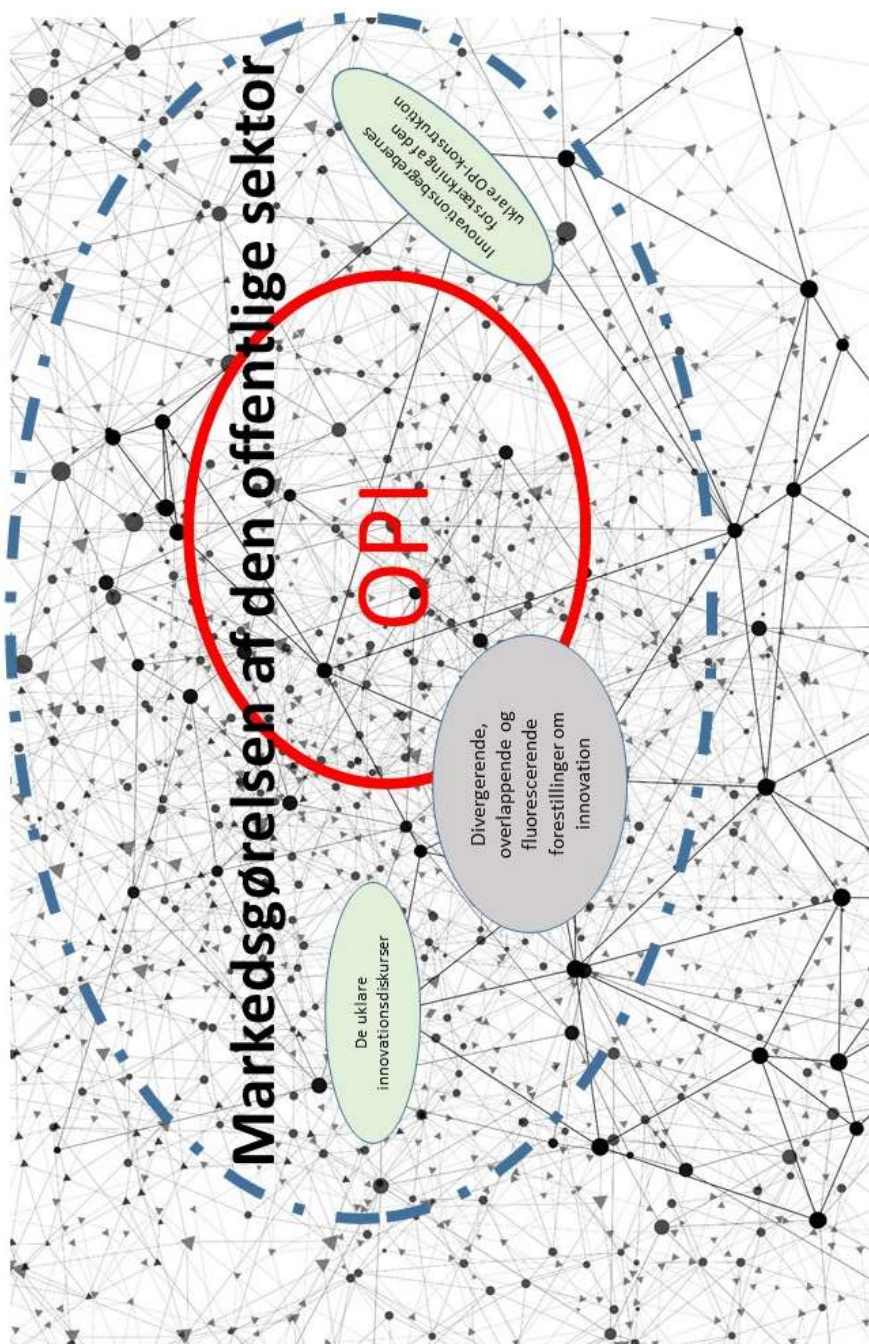 Markedsgørelsen af den offentlige sektor
OPI
De uklare
innovationsdiskurser
Divergerende,
overlappende og
fluorescerende
forestillinger om
innovation
Innovationsbegrebernes
forstærkning af den
uklare OPI-konstruktion